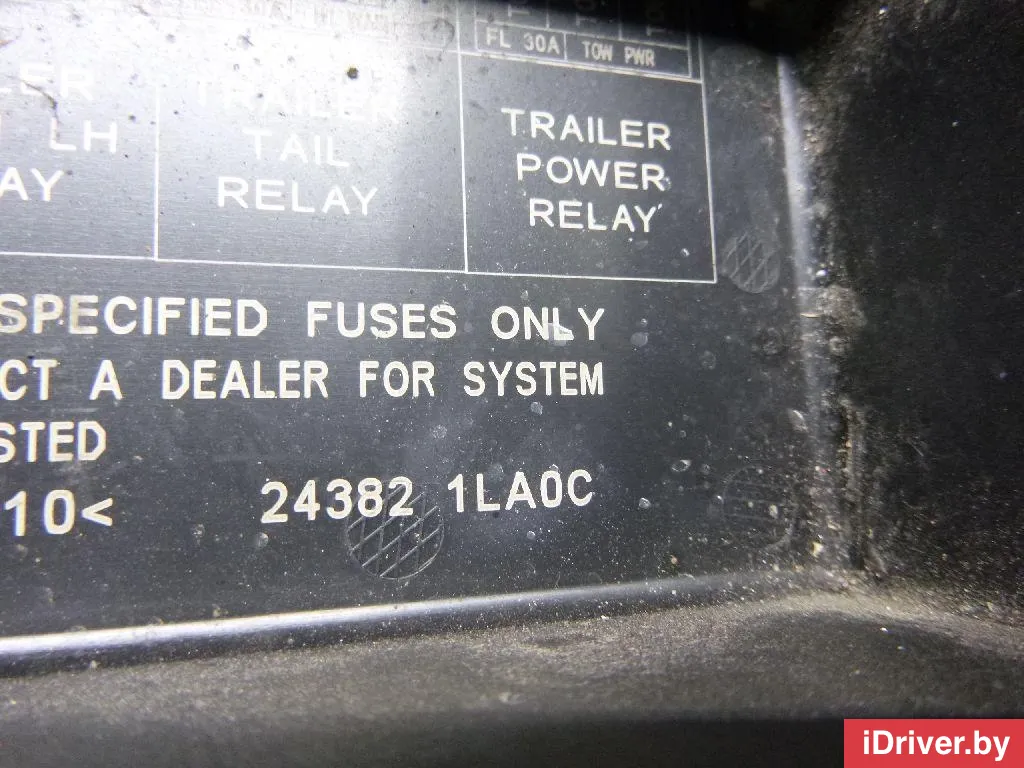 FL 30A TOW PWR
LH
TRAILER
TAIL
RELAY
TRAILER
POWER
RELAY
SPECIFIED FUSES ONLY
CT A DEALER FOR SYSTEM
STED
10< 24382 1LA0C
iDriver.by